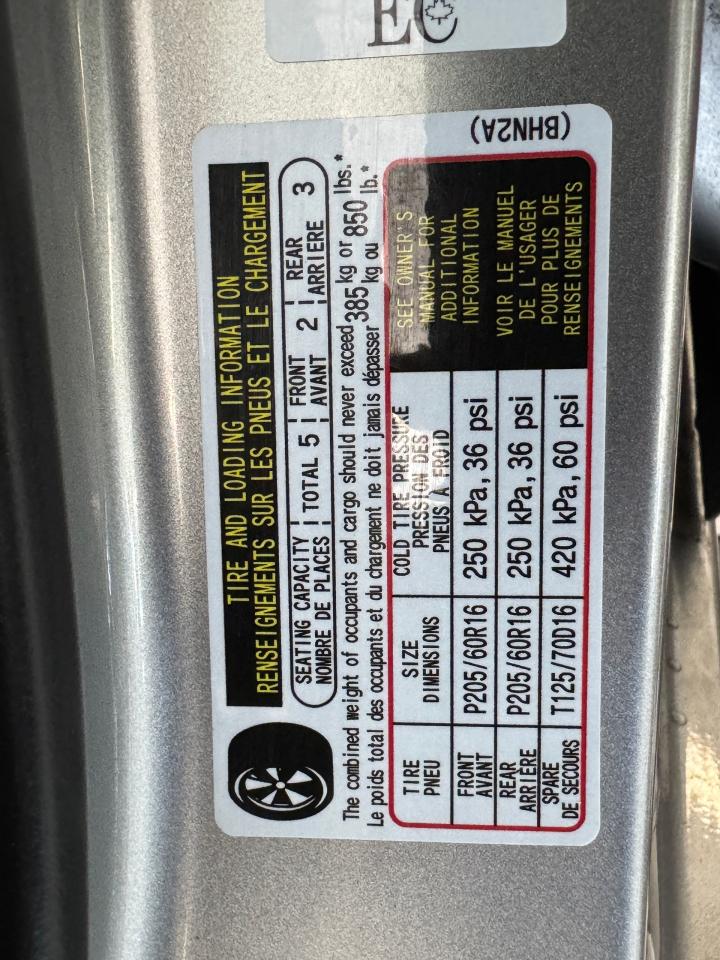 EC
(BHN2A)
TIRE AND LOADING INFORMATION
RENSEIGNEMENTS SUR LES PNEUS ET LE CHARGEMENT
SEATING CAPACITY TOTAL 5 FRONT 2 REAR 3
NOMBRE DE PLACES AVANT ARRIERE
The combined weight of occupants and cargo should never exceed 385 kg or 850 lbs.*
Le poids total des occupants et du chargement ne doit jamais dépasser kg ou lb.*
TIRE SIZE COLD TIRE PRESSURE SEE OWNER'S
PNEU DIMENSIONS PRESSION DES MANUAL FOR
PNEUS À FROID ADDITIONAL
INFORMATION
FRONT P205/60R16 250 kPa, 36 psi
AVANT
VOIR LE MANUEL
REAR P205/60R16 250 kPa, 36 psi DE L'USAGER
ARRIÈRE POUR PLUS DE
SPARE T125/70D16 420 kPa, 60 psi RENSEIGNEMENTS
DE SECOURS